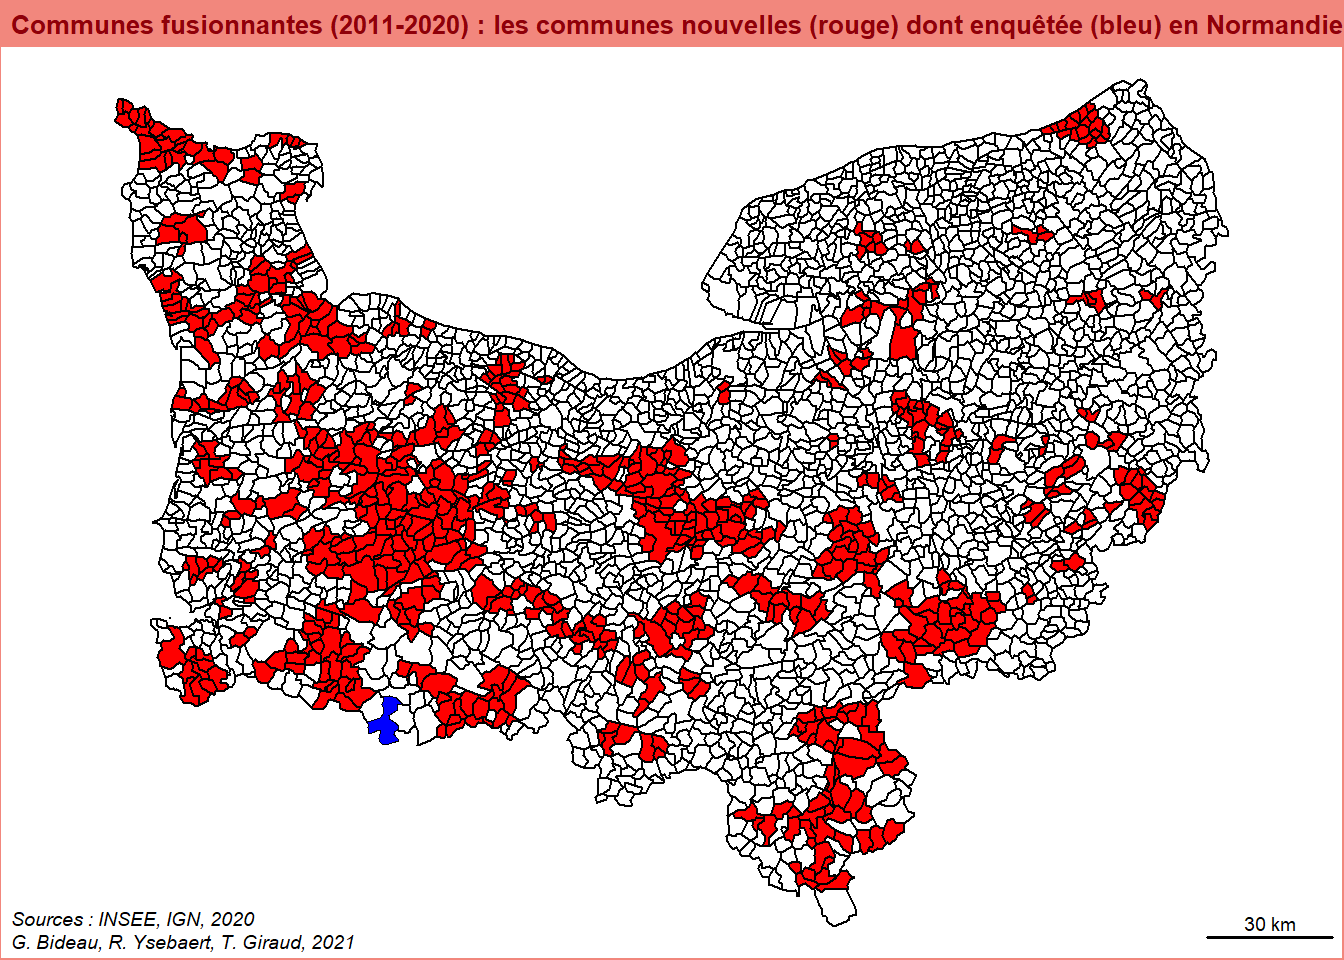 Communes fusionnantes (2011-2020) : les communes nouvelles (rouge) dont enquêtée (bleu) en Normandie
Sources : INSEE, IGN, 2020
G. Bideau, R. Ysebaert, T. Giraud, 2021
30 km